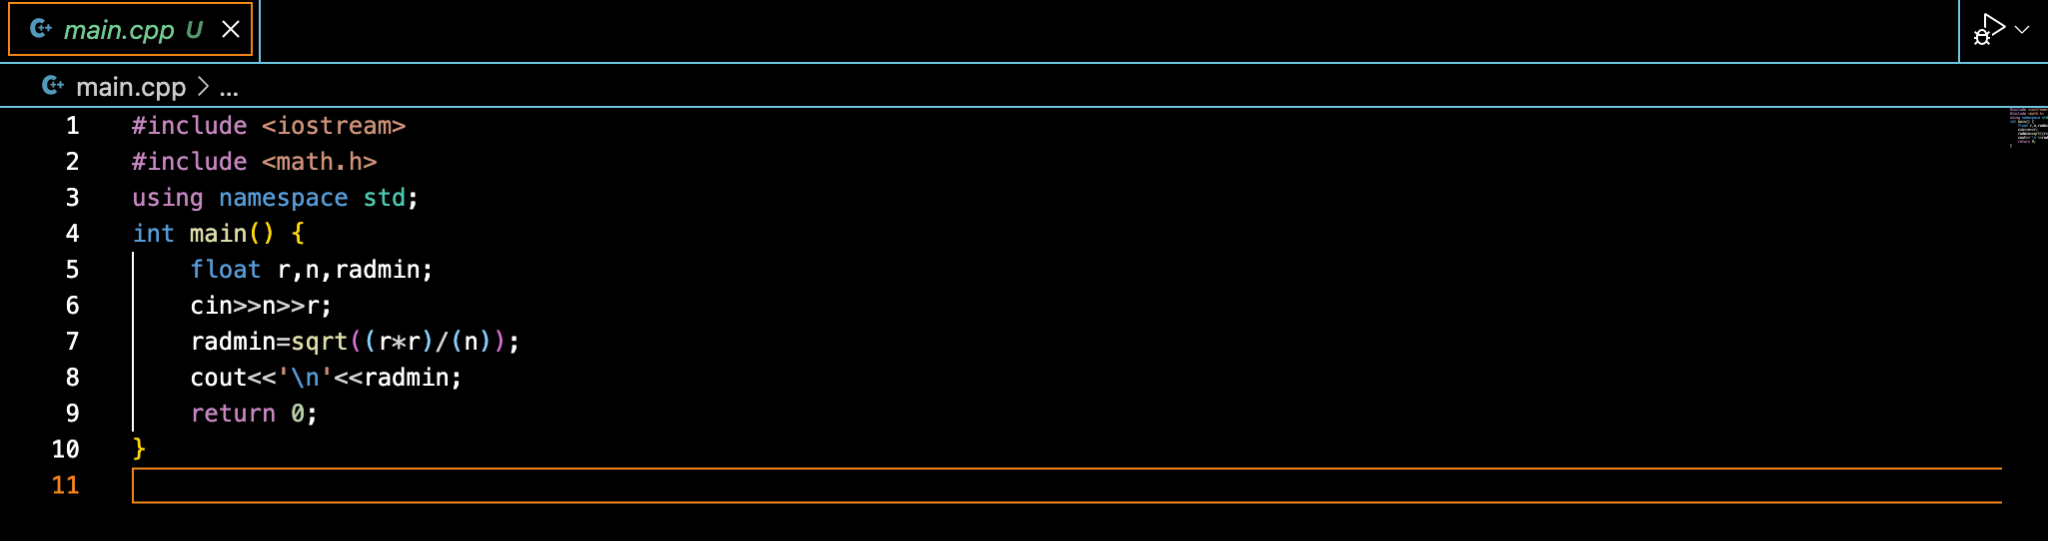 main.cpp U
main.cpp > ...
1 #include <iostream>
2 #include <math.h>
3 using namespace std;
4 int main() {
5     float r,n,radmin;
6     cin>>n>>r;
7     radmin=sqrt((r*r)/(n));
8     cout<<'\n'<<radmin;
9     return 0;
10 }
11